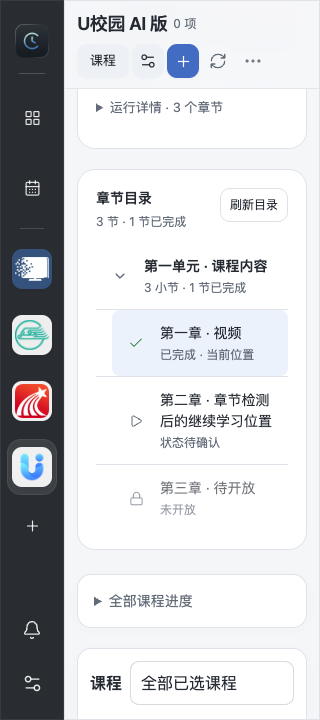 U校园 AI 版 0 项
课程
运行详情 · 3 个章节
章节目录
刷新目录
3 节 · 1 节已完成
第一单元 · 课程内容
3 小节 · 1 节已完成
第一章 · 视频
已完成 · 当前位置
第二章 · 章节检测
后的继续学习位置
状态待确认
第三章 · 待开放
未开放
全部课程进度
课程 全部已选课程